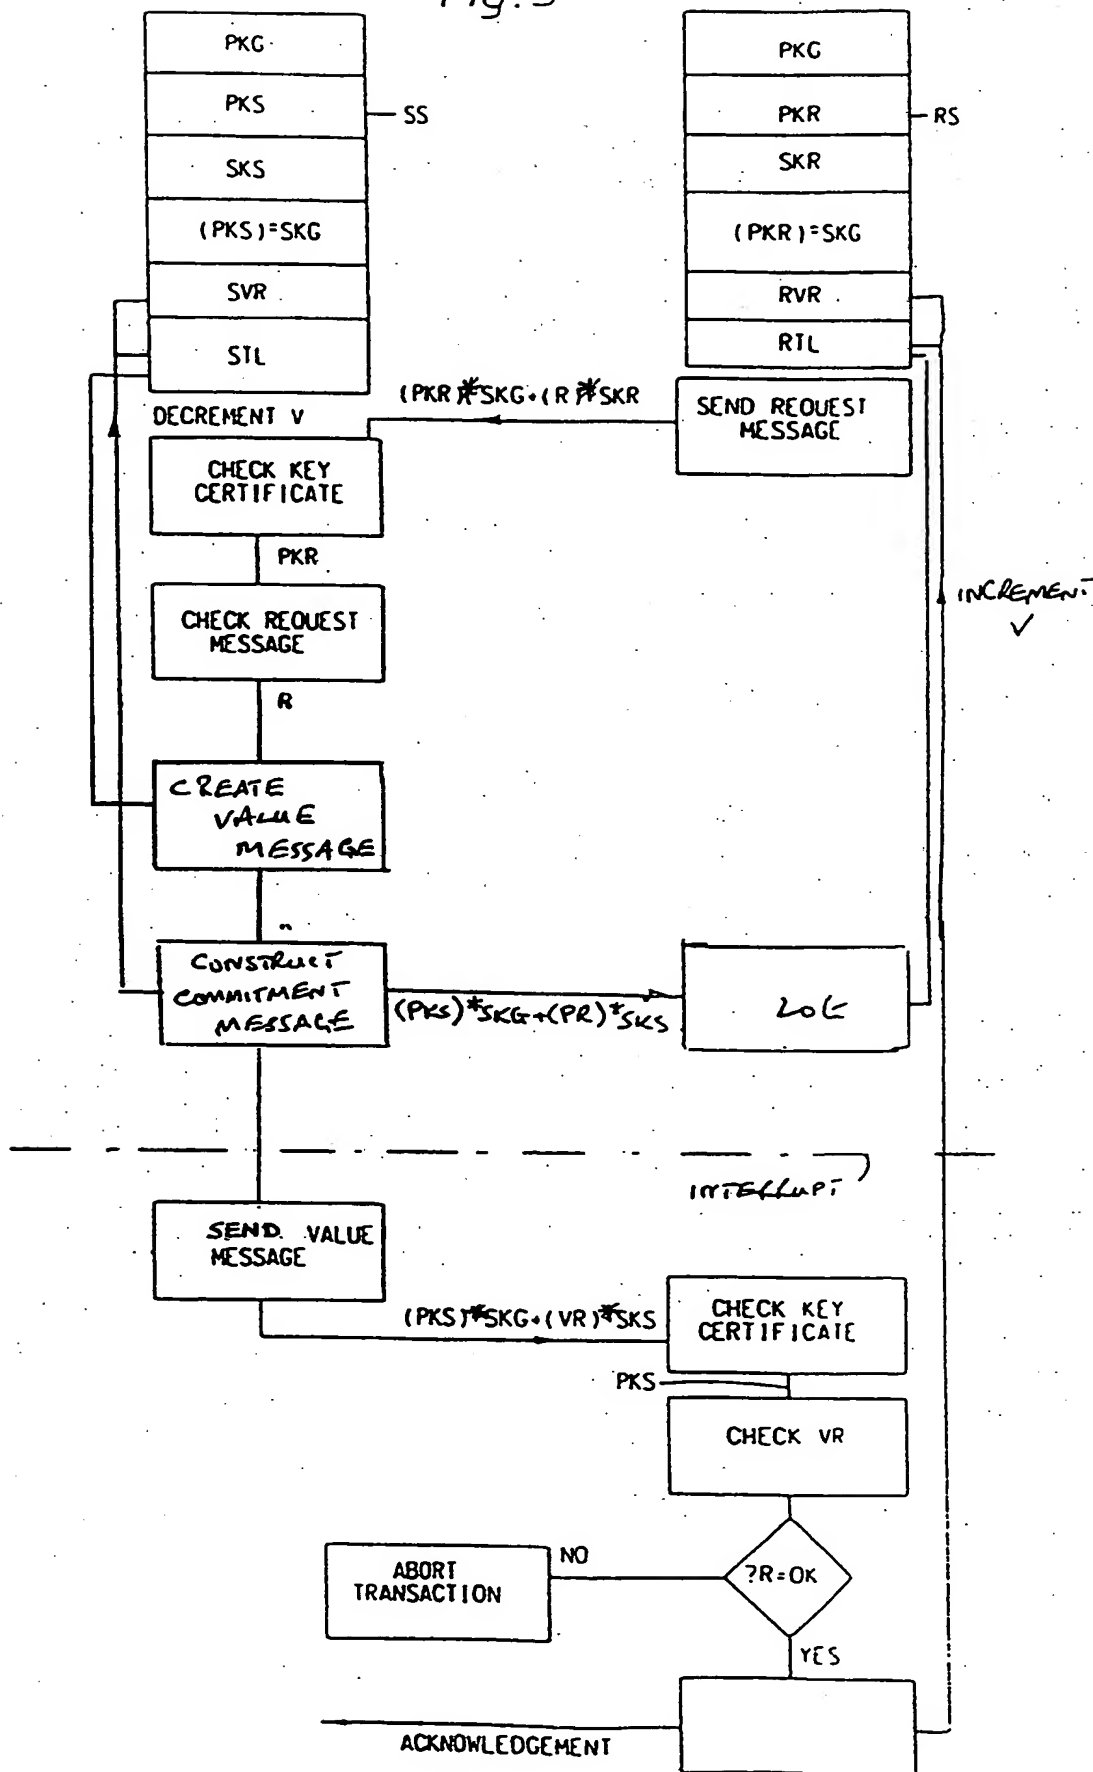 Fig. 5
PKG
PKS
SS
SKS
(PKS)=SKG
SVR
STL
PKG
PKR
RS
SKR
(PKR)=SKG
RVR
RTL
DECREMENT V
(PKR)*SKG+(R)*SKR
SEND REQUEST
MESSAGE
CHECK KEY
CERTIFICATE
PKR
CHECK REQUEST
MESSAGE
R
INCREMENT
V
CREATE
VALUE
MESSAGE
CONSTRUCT
COMMITMENT
MESSAGE
(PKS)*SKG+(PR)*SKS
INTERRUPT
SEND VALUE
MESSAGE
(PKS)*SKG+(VR)*SKS
CHECK KEY
CERTIFICATE
PKS
CHECK VR
?R=OK
NO
ABORT
TRANSACTION
YES
ACKNOWLEDGEMENT